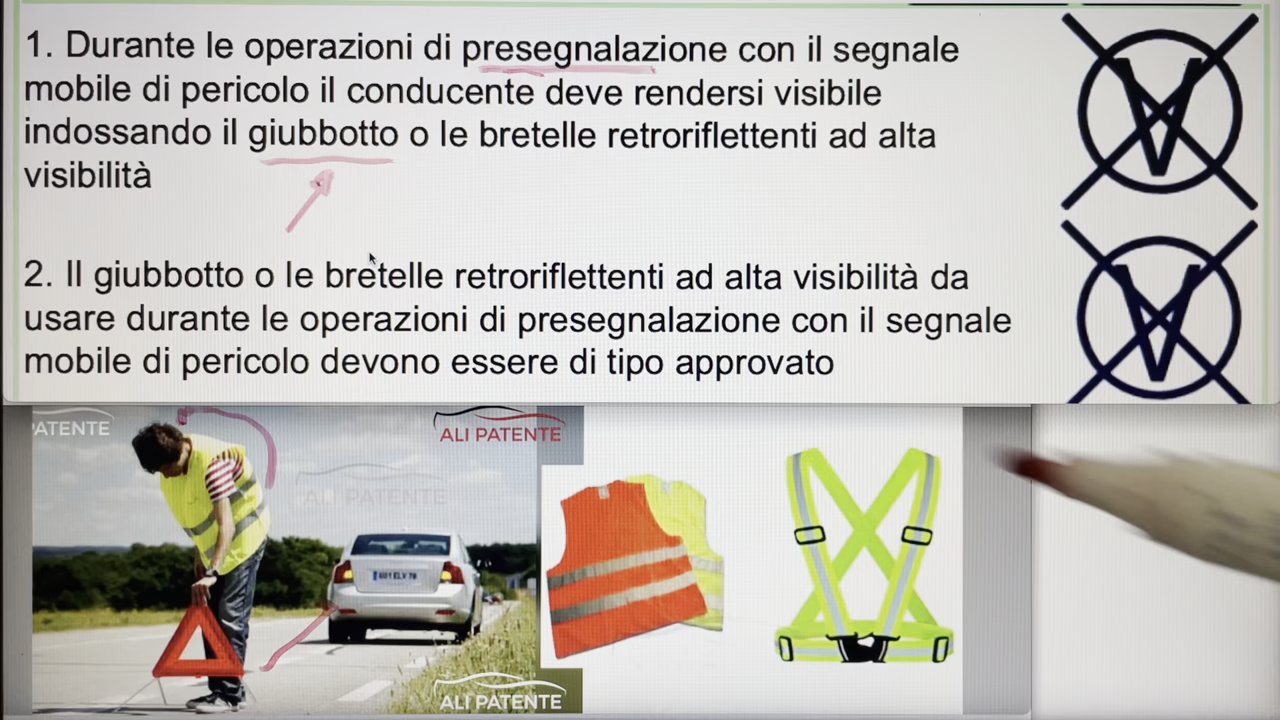 1. Durante le operazioni di presegnalazione con il segnale
mobile di pericolo il conducente deve rendersi visibile
indossando il giubbotto o le bretelle retroriflettenti ad alta
visibilità
V
2. Il giubbotto o le bretelle retroriflettenti ad alta visibilità da
usare durante le operazioni di presegnalazione con il segnale
mobile di pericolo devono essere di tipo approvato
V
PATENTE
ALI PATENTE
ALI PATENTE
ALI PATENTE